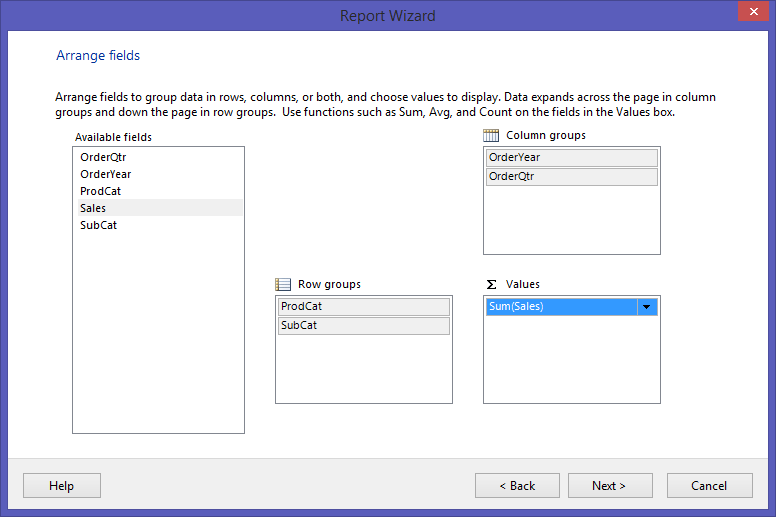 Report Wizard
Arrange fields
Arrange fields to group data in rows, columns, or both, and choose values to display. Data expands across the page in column
groups and down the page in row groups.  Use functions such as Sum, Avg, and Count on the fields in the Values box.
Available fields
OrderQtr
OrderYear
ProdCat
Sales
SubCat
Column groups
OrderYear
OrderQtr
Row groups
ProdCat
SubCat
Σ Values
Sum(Sales)
Help
< Back
Next >
Cancel